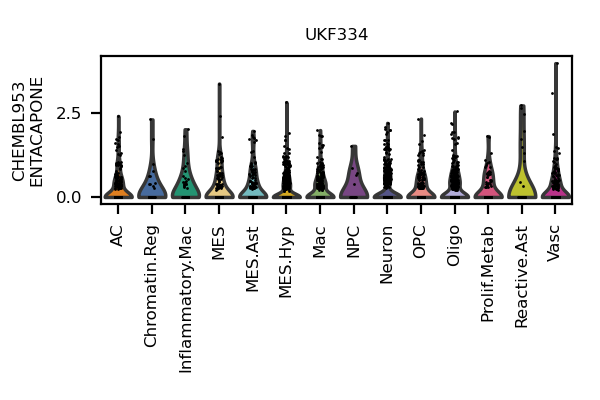 UKF334
CHEMBL953
ENTACAPONE
2.5
0.0
AC
Chromatin.Reg
Inflammatory.Mac
MES
MES.Ast
MES.Hyp
Mac
NPC
Neuron
OPC
Oligo
Prolif.Metab
Reactive.Ast
Vasc